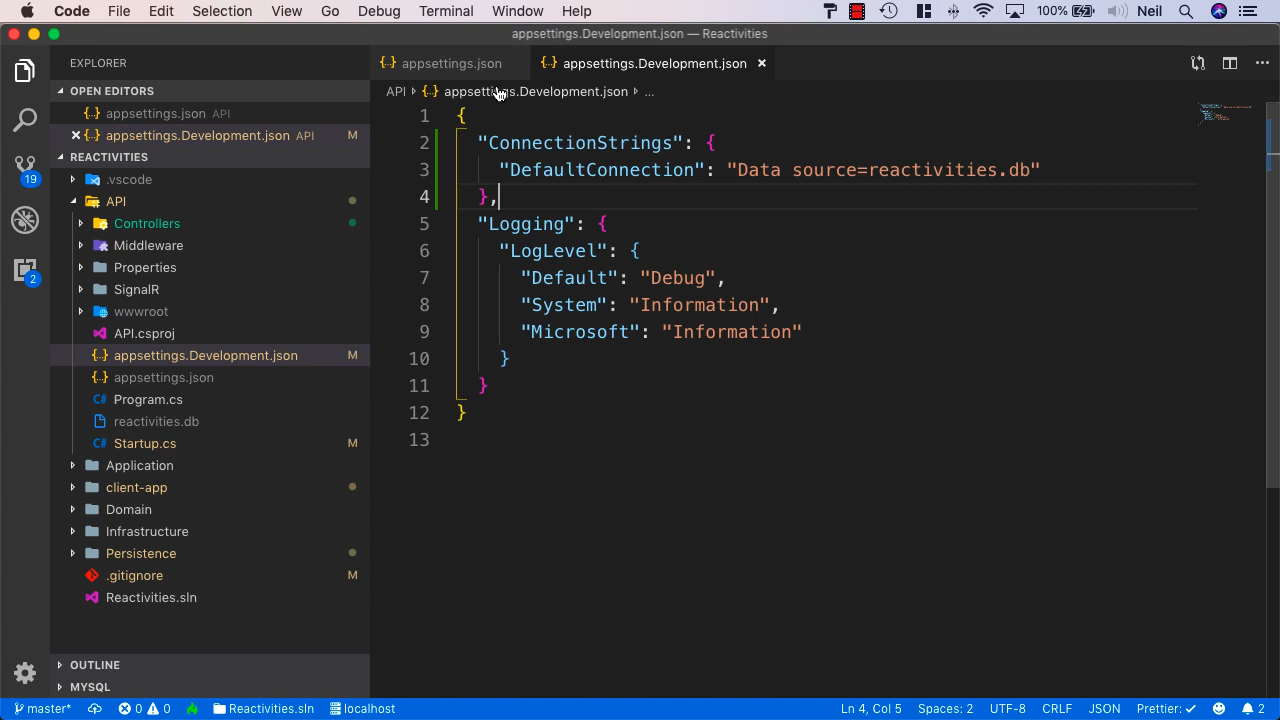 Code File Edit Selection View Go Debug Terminal Window Help 100% Neil
appsettings.Development.json — Reactivities
EXPLORER
OPEN EDITORS
appsettings.json API
appsettings.Development.json API M
REACTIVITIES
.vscode
API
Controllers
Middleware
Properties
SignalR
wwwroot
API.csproj
appsettings.Development.json M
appsettings.json
Program.cs
reactivities.db
Startup.cs M
Application
client-app
Domain
Infrastructure
Persistence
.gitignore M
Reactivities.sln
OUTLINE
MYSQL
19
2
appsettings.json appsettings.Development.json
API appsettings.Development.json ...
1 {
2 "ConnectionStrings": {
3 "DefaultConnection": "Data source=reactivities.db"
4 },
5 "Logging": {
6 "LogLevel": {
7 "Default": "Debug",
8 "System": "Information",
9 "Microsoft": "Information"
10 }
11 }
12 }
13
master* 0 0 Reactivities.sln localhost Ln 4, Col 5 Spaces: 2 UTF-8 CRLF JSON Prettier: 2